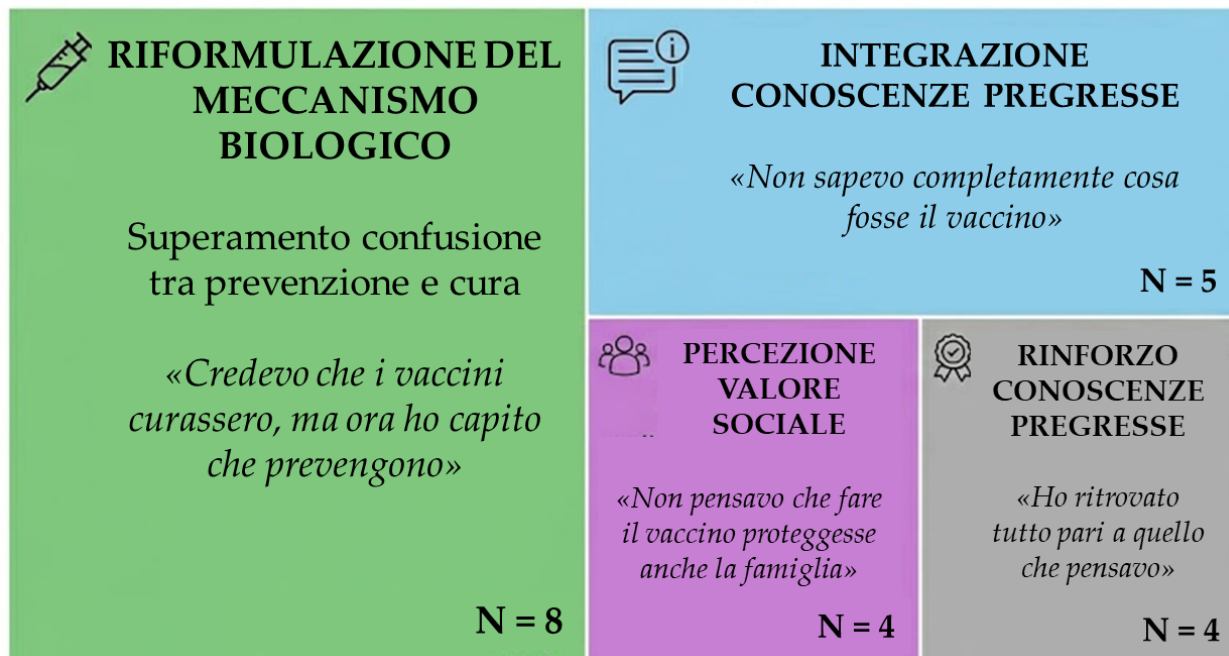 RIFORMULAZIONE DEL
MECCANISMO
BIOLOGICO
Superamento confusione
tra prevenzione e cura
«Credevo che i vaccini
curassero, ma ora ho capito
che prevengono»
N = 8
INTEGRAZIONE
CONOSCENZE PREGRESSE
«Non sapevo completamente cosa
fosse il vaccino»
N = 5
PERCEZIONE
VALORE
SOCIALE
«Non pensavo che fare
il vaccino proteggesse
anche la famiglia»
N = 4
RINFORZO
CONOSCENZE
PREGRESSE
«Ho ritrovato
tutto pari a quello
che pensavo»
N = 4